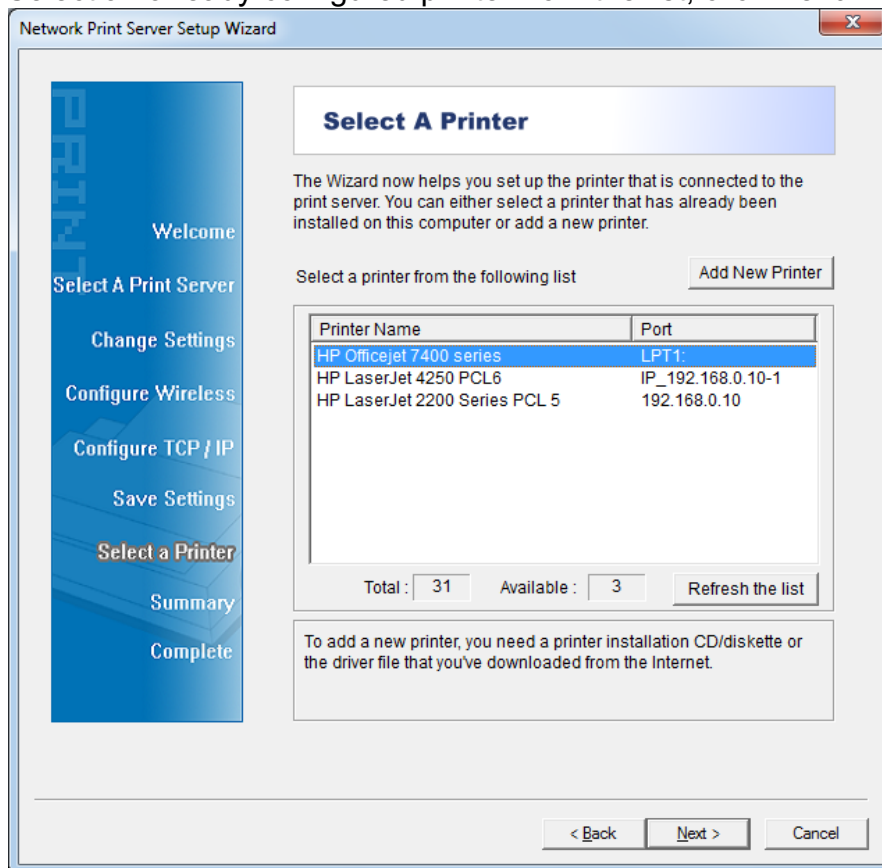 Network Print Server Setup Wizard
PRINT
Welcome
Select A Print Server
Change Settings
Configure Wireless
Configure TCP / IP
Save Settings
Select a Printer
Summary
Complete
Select A Printer
The Wizard now helps you set up the printer that is connected to the
print server. You can either select a printer that has already been
installed on this computer or add a new printer.
Select a printer from the following list
Add New Printer
Printer Name Port
HP Officejet 7400 series LPT1:
HP LaserJet 4250 PCL6 IP_192.168.0.10-1
HP LaserJet 2200 Series PCL 5 192.168.0.10
Total : 31 Available : 3 Refresh the list
To add a new printer, you need a printer installation CD/diskette or
the driver file that you've downloaded from the Internet.
< Back Next > Cancel